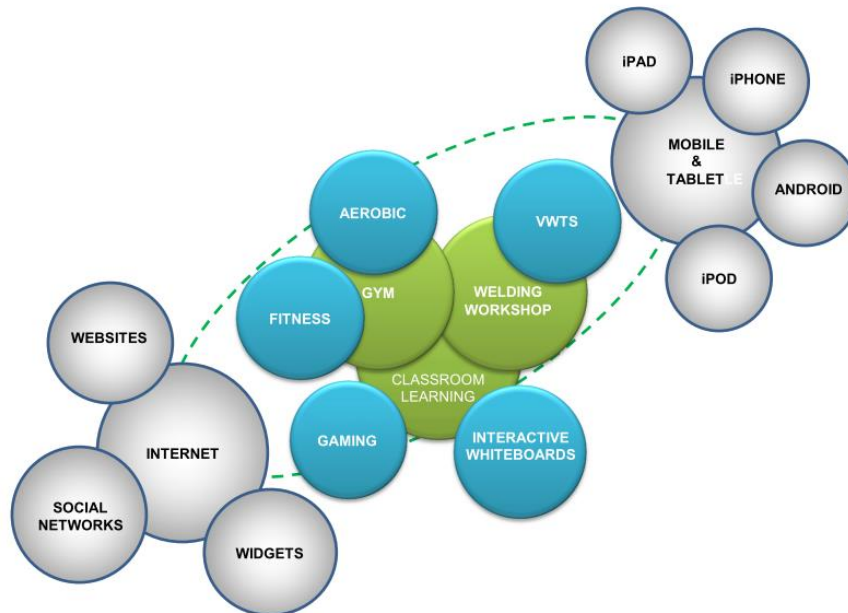 iPAD
iPHONE
MOBILE
&
TABLETLE
ANDROID
iPOD
AEROBIC
VWTS
GYM
WELDING
WORKSHOP
FITNESS
CLASSROOM
LEARNING
GAMING
INTERACTIVE
WHITEBOARDS
WEBSITES
INTERNET
SOCIAL
NETWORKS
WIDGETS